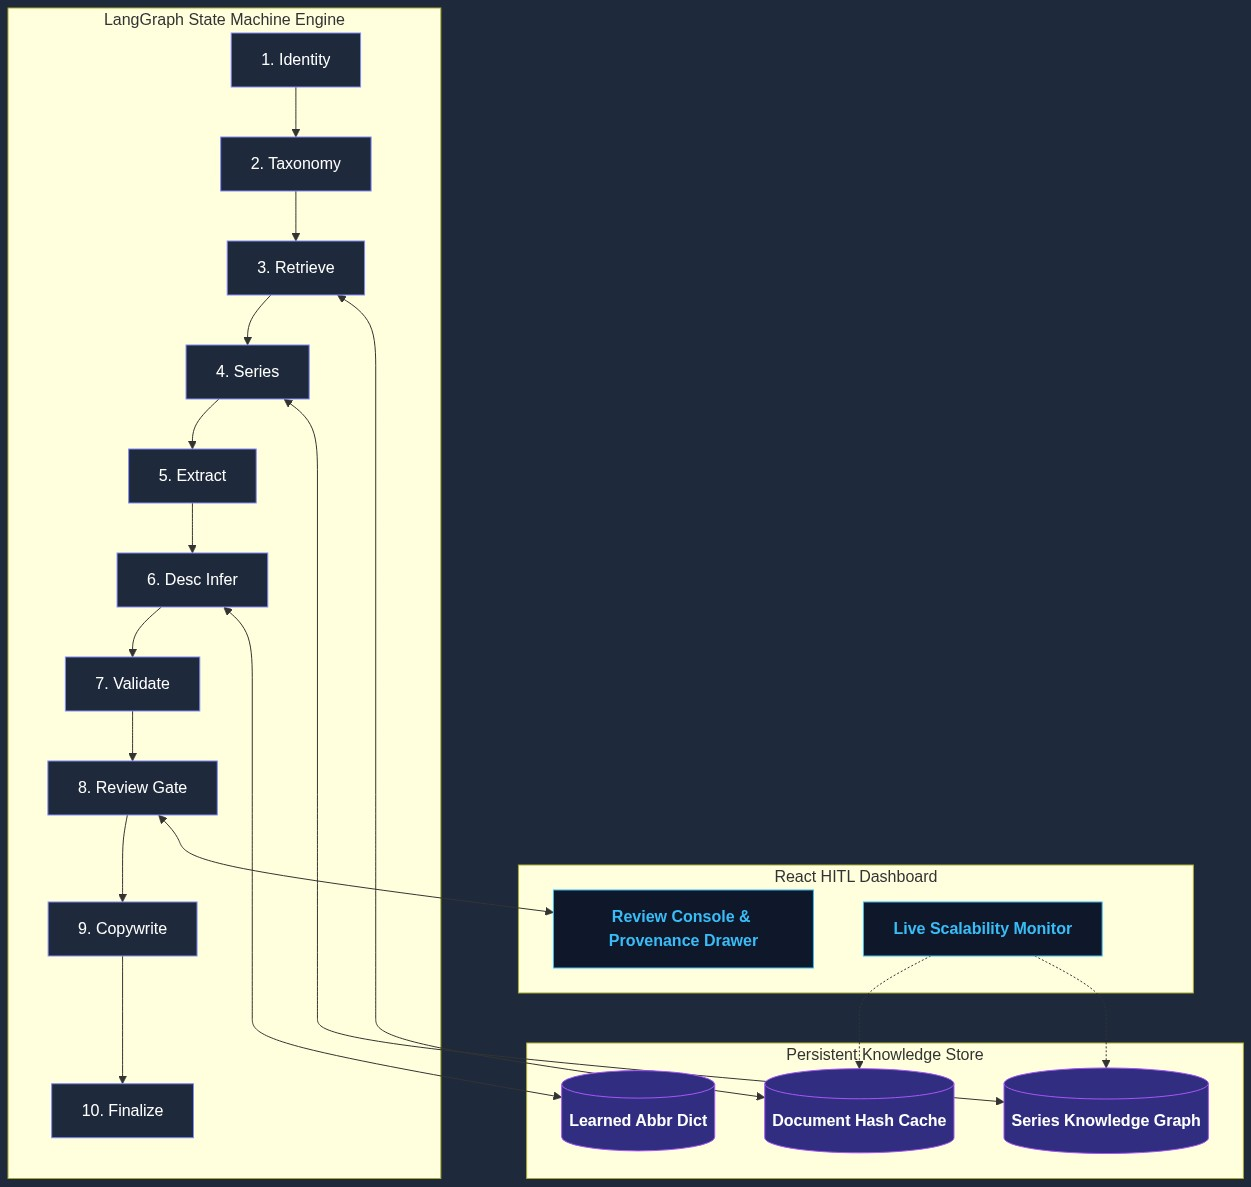 LangGraph State Machine Engine
1. Identity
2. Taxonomy
3. Retrieve
4. Series
5. Extract
6. Desc Infer
7. Validate
8. Review Gate
9. Copywrite
10. Finalize
React HITL Dashboard
Review Console &
Provenance Drawer
Live Scalability Monitor
Persistent Knowledge Store
Learned Abbr Dict
Document Hash Cache
Series Knowledge Graph